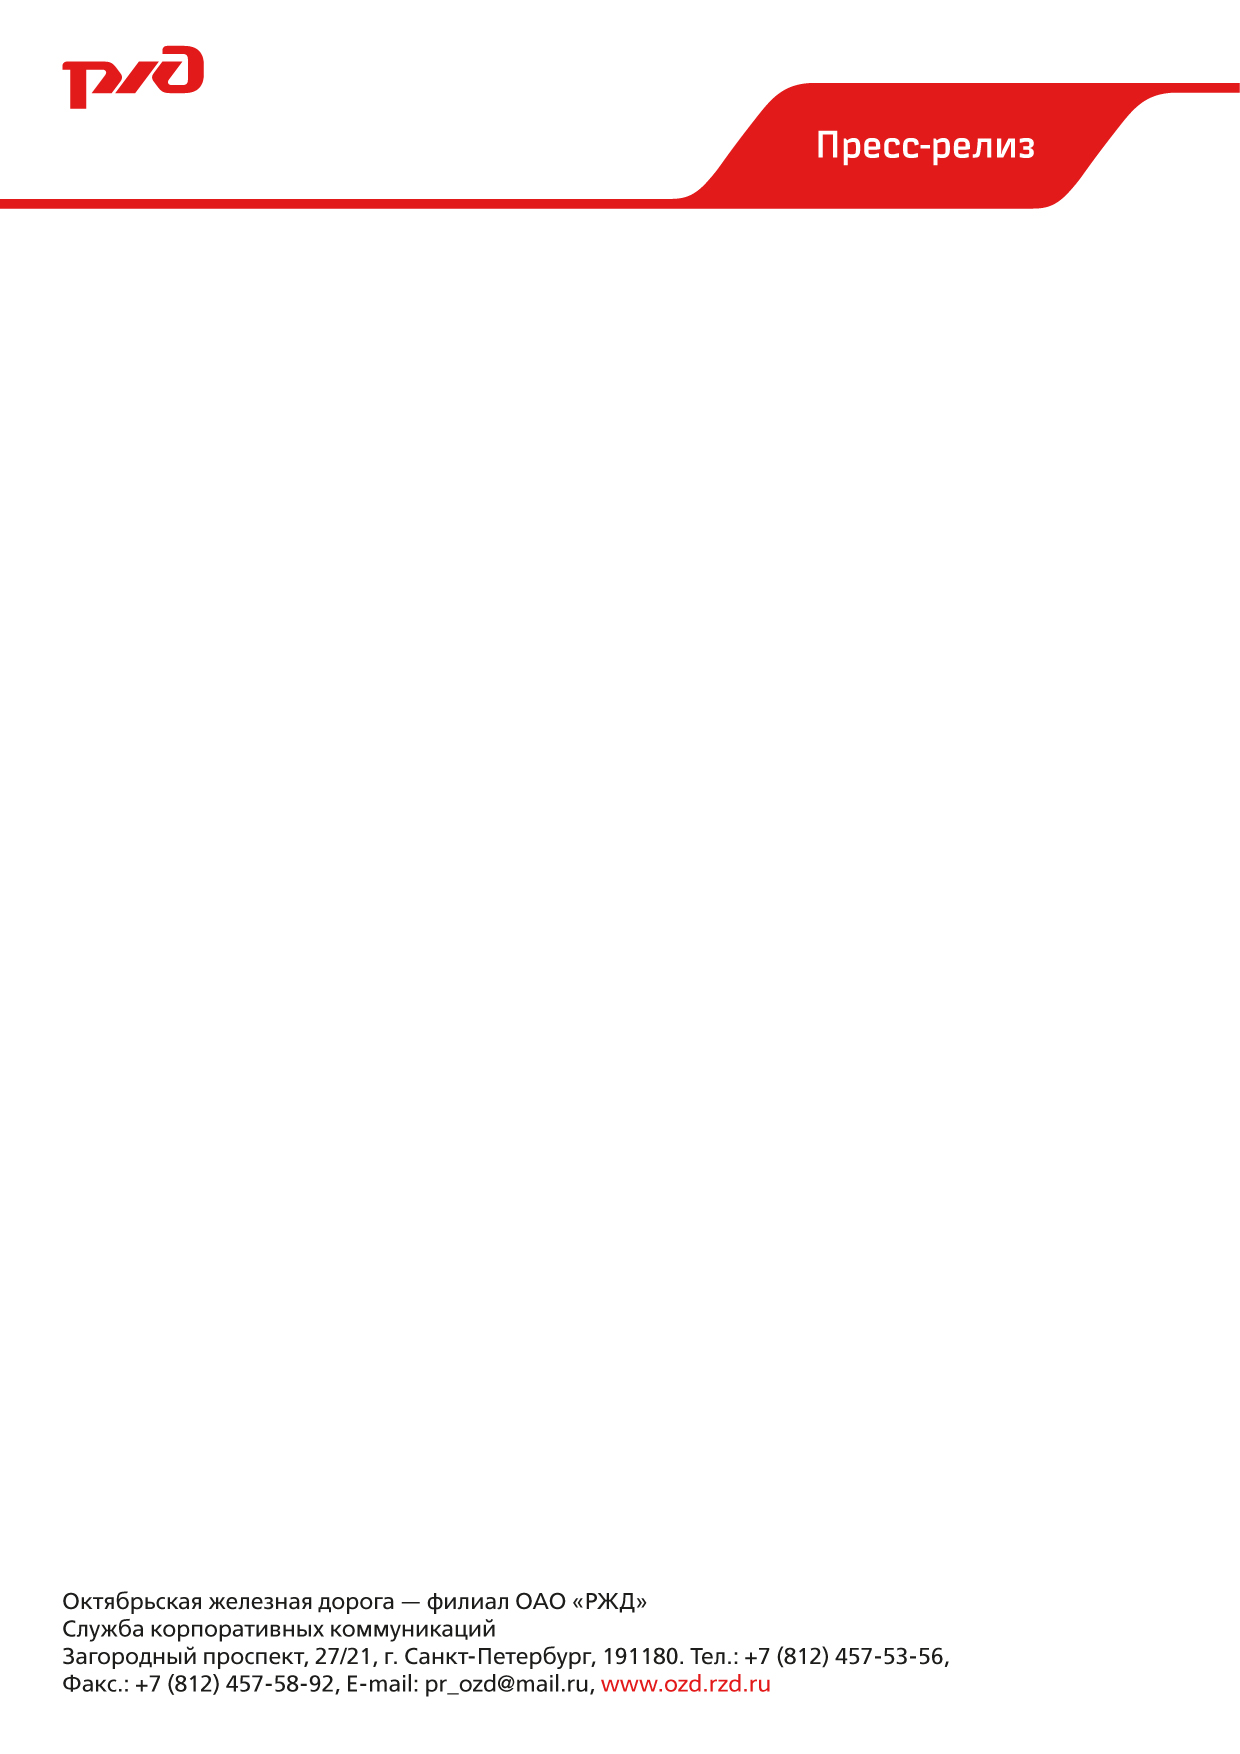 ржд
Пресс-релиз
Октябрьская железная дорога — филиал ОАО «РЖД»
Служба корпоративных коммуникаций
Загородный проспект, 27/21, г. Санкт-Петербург, 191180. Тел.: +7 (812) 457-53-56,
Факс.: +7 (812) 457-58-92, E-mail: pr_ozd@mail.ru, www.ozd.rzd.ru